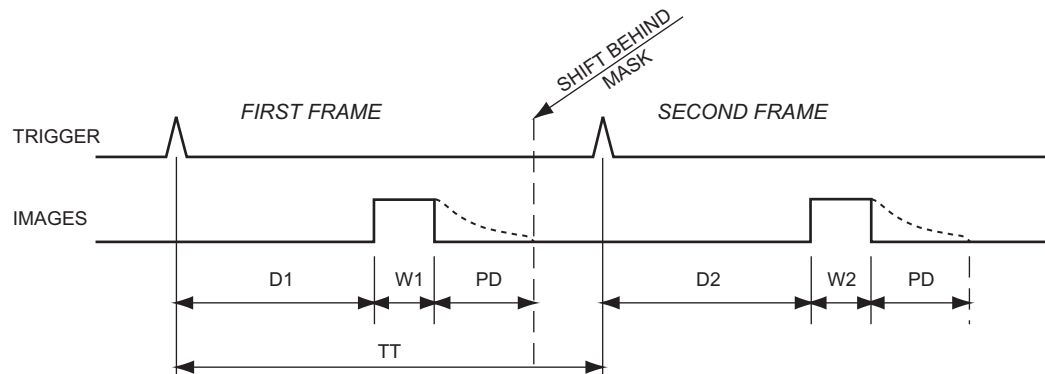 SHIFT BEHIND
MASK
FIRST FRAME
SECOND FRAME
TRIGGER
IMAGES
D1
W1
PD
D2
W2
PD
TT